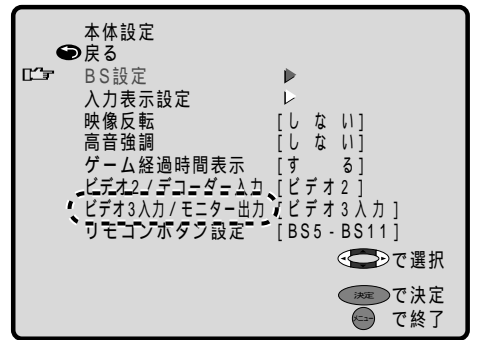 本体設定
戻る
BS設定
入力表示設定
映像反転 [しない]
高音強調 [しない]
ゲーム経過時間表示 [する]
ビデオ2/デコーダー入力 [ビデオ2]
ビデオ3入力/モニター出力 [ビデオ3入力]
リモコンボタン設定 [BS5-BS11]
で選択
決定 で決定
メニュー で終了